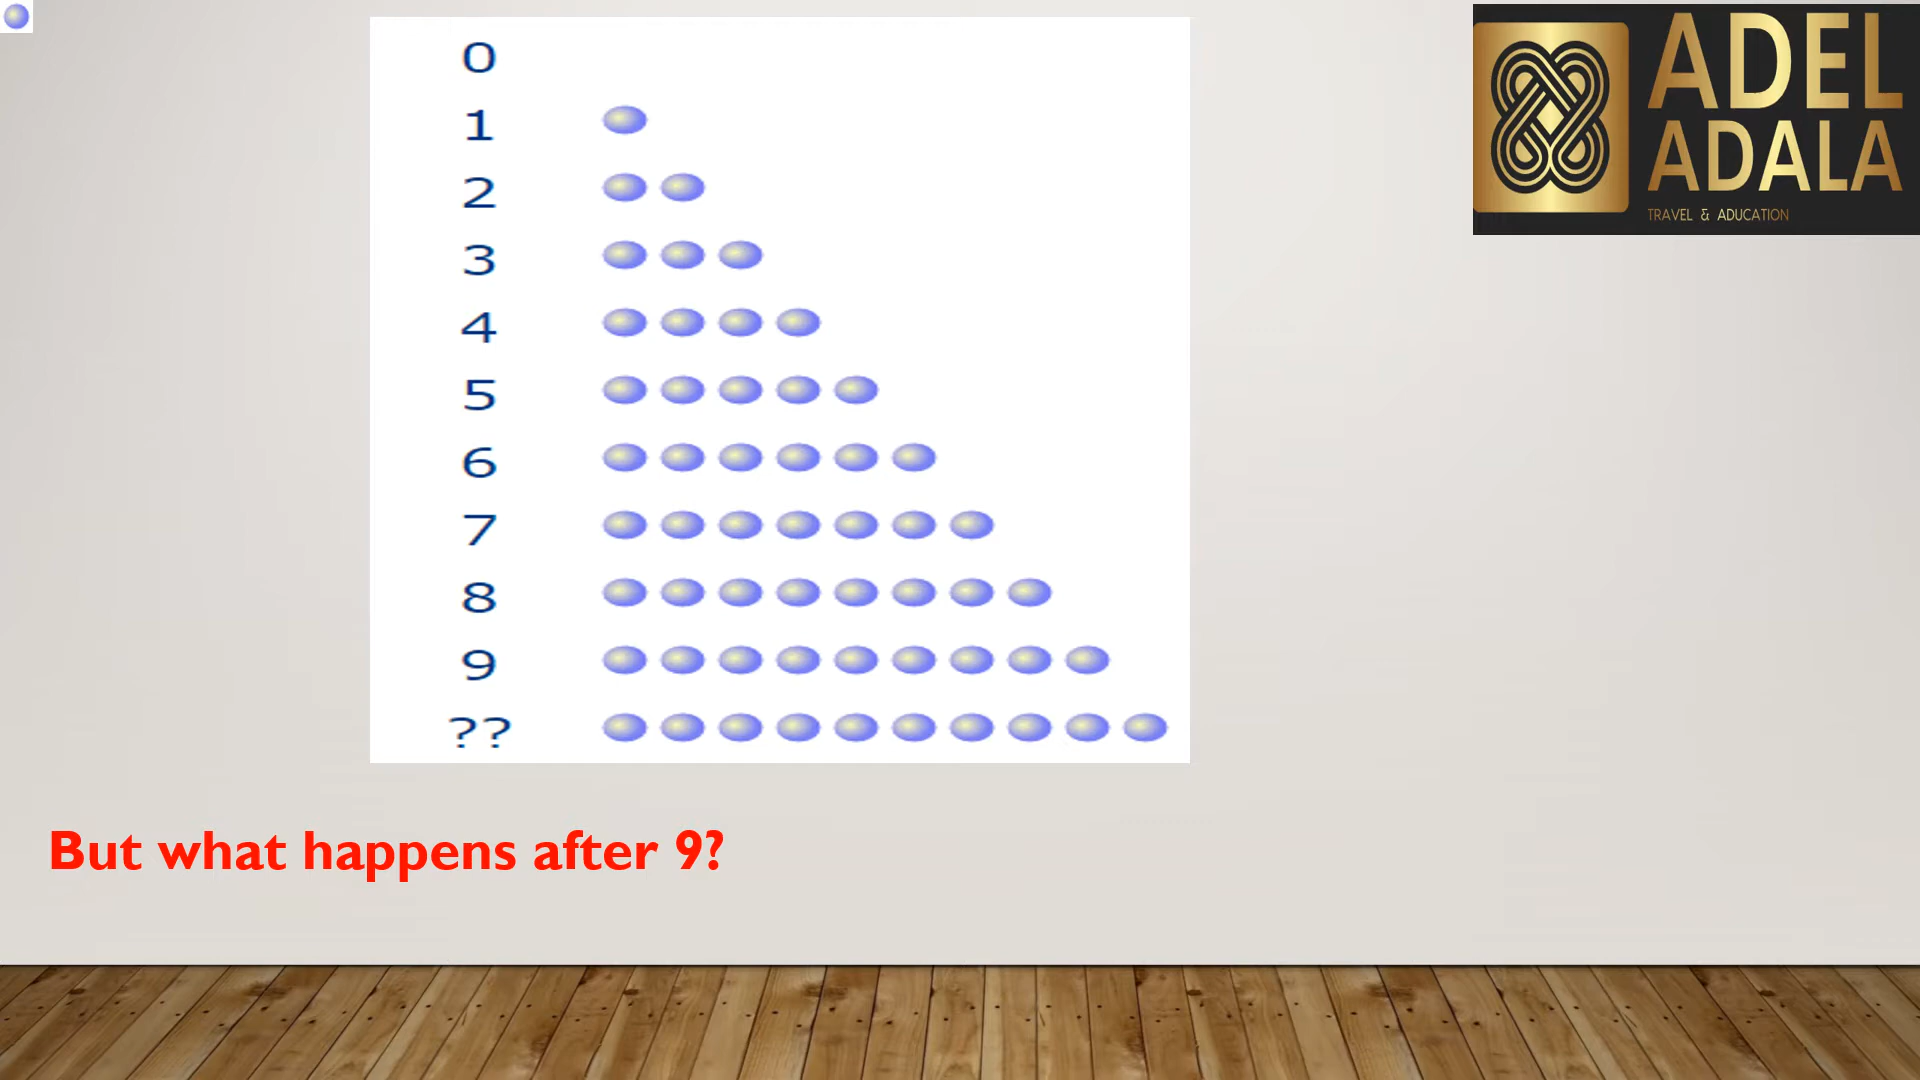 0
1
2
3
4
5
6
7
8
9
??
ADEL
ADALA
TRAVEL & ADUCATION
But what happens after 9?